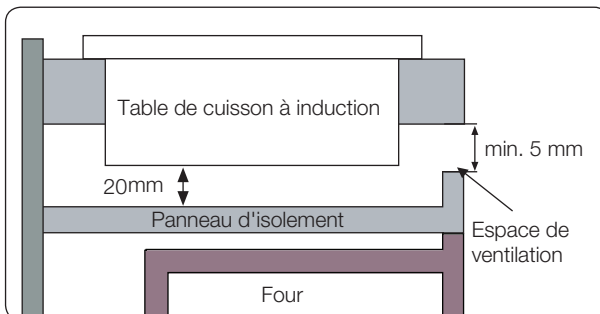 Table de cuisson à induction
min. 5 mm
20mm
Panneau d'isolement
Espace de
ventilation
Four